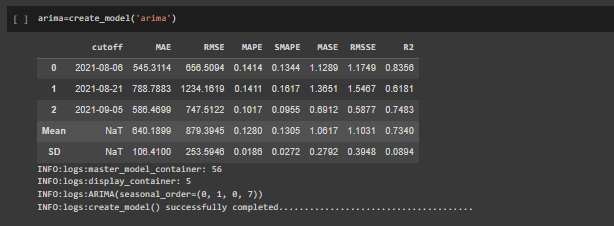 [ ] arima=create_model('arima')
cutoff MAE RMSE MAPE SMAPE MASE RMSSE R2
0 2021-08-06 545.3114 656.5094 0.1414 0.1344 1.1289 1.1749 0.8356
1 2021-08-21 788.7883 1234.1619 0.1411 0.1617 1.3651 1.5467 0.6181
2 2021-09-05 586.4699 747.5122 0.1017 0.0955 0.6912 0.5877 0.7483
Mean NaT 640.1899 879.3945 0.1280 0.1305 1.0617 1.1031 0.7340
SD NaT 106.4100 253.5946 0.0186 0.0272 0.2792 0.3948 0.0894
INFO:logs:master_model_container: 56
INFO:logs:display_container: 5
INFO:logs:ARIMA(seasonal_order=(0, 1, 0, 7))
INFO:logs:create_model() successfully completed......................................